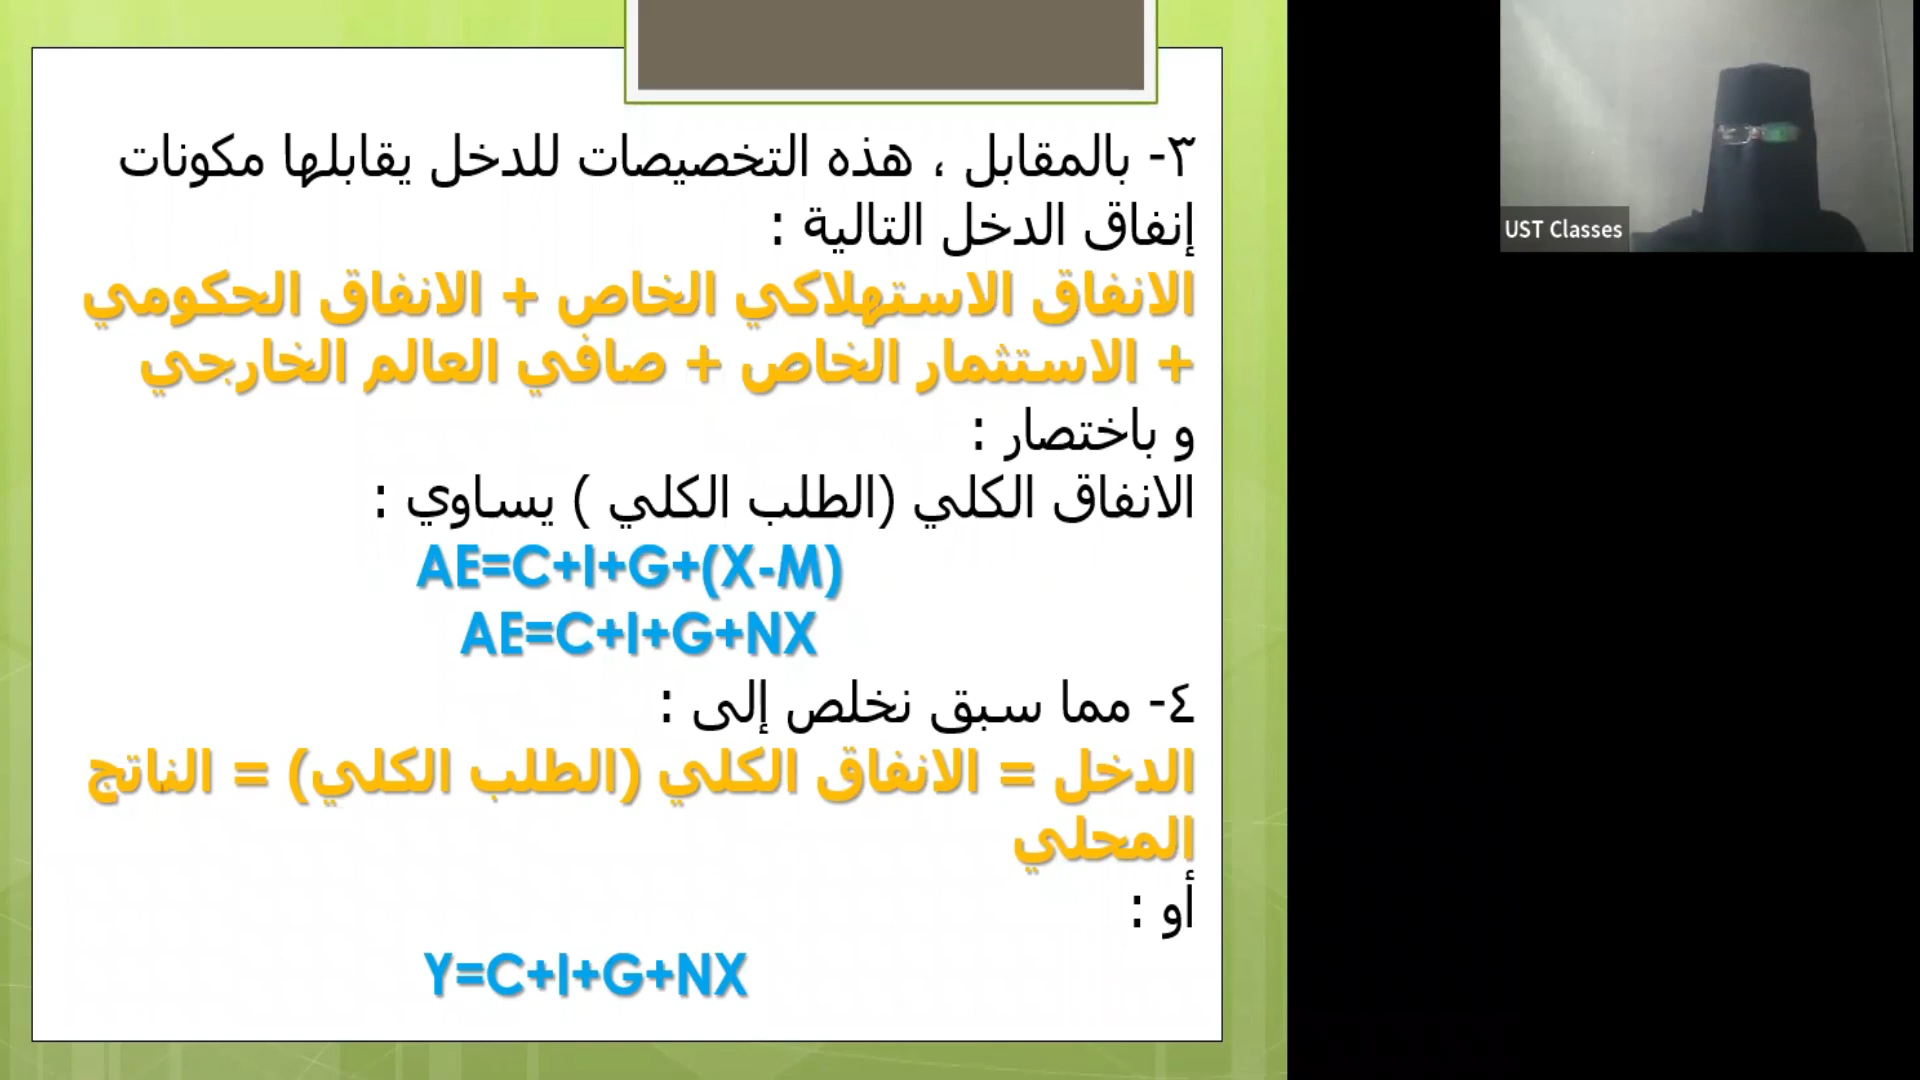 ٣- بالمقابل ، هذه التخصيصات للدخل يقابلها مكونات
إنفاق الدخل التالية :
الانفاق الاستهلاكي الخاص + الانفاق الحكومي
+ الاستثمار الخاص + صافي العالم الخارجي
و باختصار :
الانفاق الكلي (الطلب الكلي ) يساوي :
AE=C+I+G+(X-M)
AE=C+I+G+NX
٤- مما سبق نخلص إلى :
الدخل = الانفاق الكلي (الطلب الكلي) = الناتج
المحلي
أو :
Y=C+I+G+NX
UST Classes